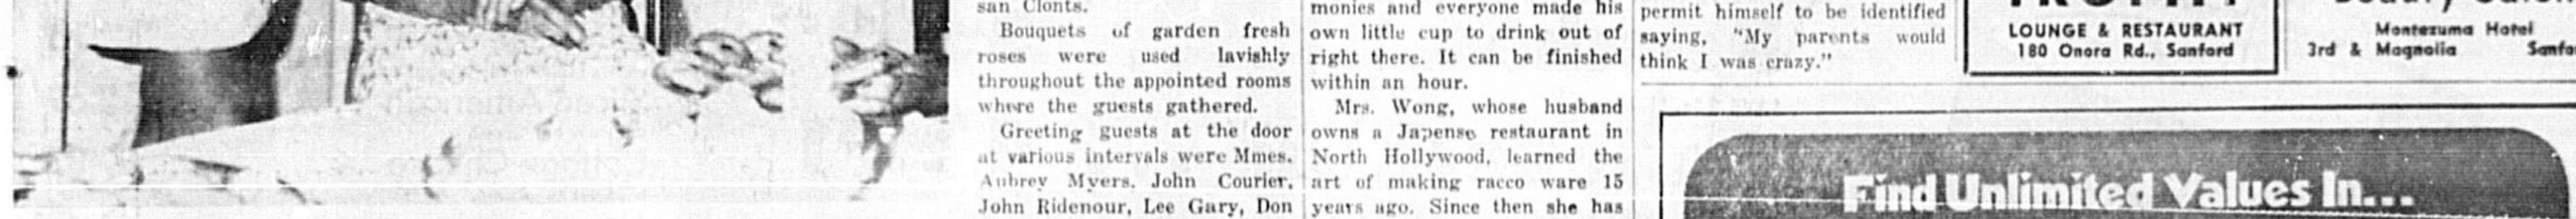 san Clonts.
Bouquets of garden fresh
roses were used lavishly
throughout the appointed rooms
where the guests gathered.
Greeting guests at the door
at various intervals were Mmes.
Aubrey Myers, John Courier,
John Ridenour, Lee Gary, Don
monies and everyone made his
own little cup to drink out of
right there. It can be finished
within an hour.
Mrs. Wong, whose husband
owns a Japense restaurant in
North Hollywood, learned the
art of making racco ware 15
years ago. Since then she has
permit himself to be identified
saying, "My parents would
think I was crazy."
LOUNGE & RESTAURANT
180 Onora Rd., Sanford
Montezuma Hotel
3rd & Magnolia Sanfo
Find Unlimited Values In...